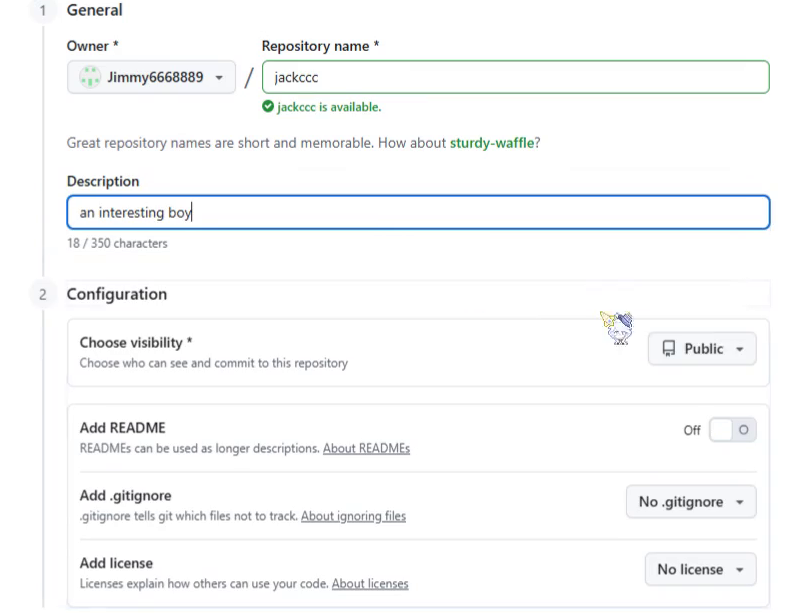 1 General
Owner * Repository name *
Jimmy6668889 / jackccc
jackccc is available.
Great repository names are short and memorable. How about sturdy-waffle?
Description
an interesting boy
18 / 350 characters
2 Configuration
Choose visibility *
Choose who can see and commit to this repository
Public
Add README
READMEs can be used as longer descriptions. About READMEs
Off
Add .gitignore
.gitignore tells git which files not to track. About ignoring files
No .gitignore
Add license
Licenses explain how others can use your code. About licenses
No license